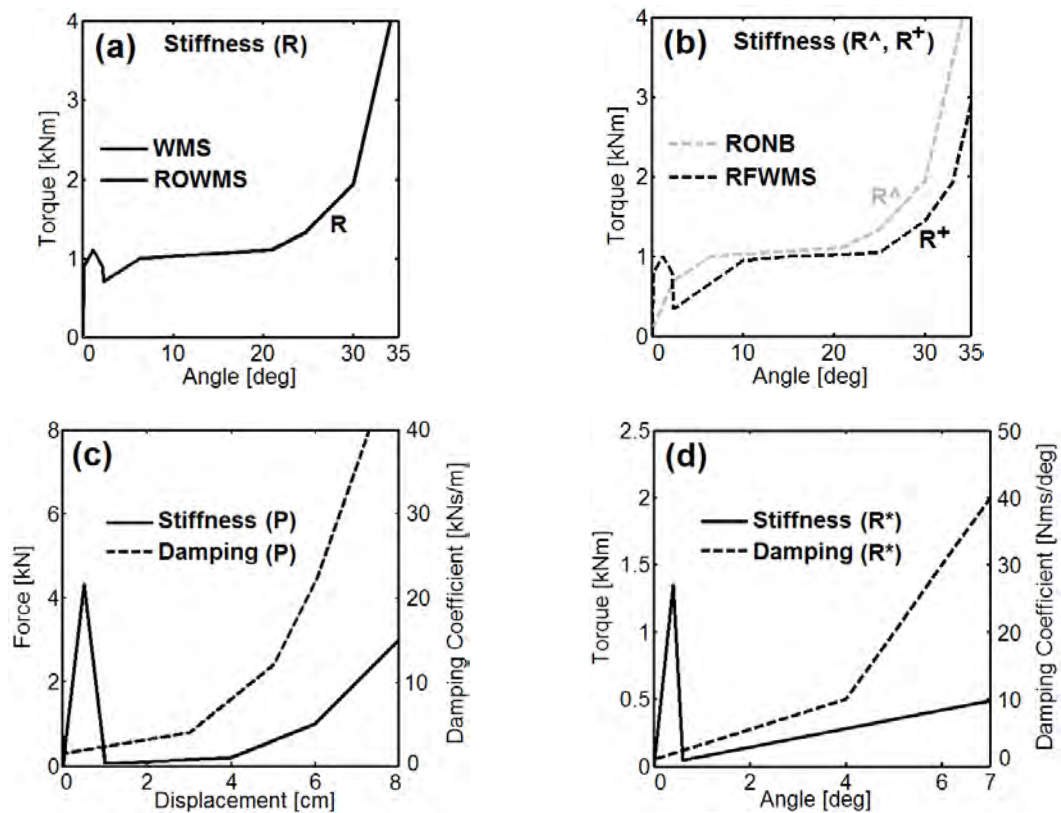 (a) Stiffness (R)
WMS
ROWMS
R
Torque [kNm]
4
3
2
1
0
0 10 20 30 35
Angle [deg]
(b) Stiffness (R^, R+)
RONB
RFWMS
R^
R+
Torque [kNm]
4
3
2
1
0
0 10 20 30 35
Angle [deg]
(c)
Stiffness (P)
Damping (P)
Force [kN]
8
6
4
2
0
0 2 4 6 8
Displacement [cm]
40
30
20
10
0
Damping Coefficient [kNs/m]
(d)
Stiffness (R*)
Damping (R*)
Torque [kNm]
2.5
2
1.5
1
0.5
0
0 2 4 6 7
Angle [deg]
50
40
30
20
10
0
Damping Coefficient [Nms/deg]